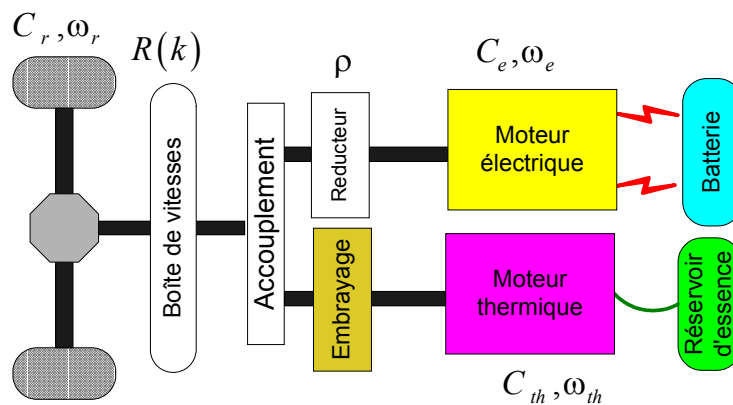 C_r, ω_r
R(k)
ρ
C_e, ω_e
Boîte de vitesses
Accouplement
Reducteur
Moteur
électrique
Batterie
Embrayage
Moteur
thermique
Réservoir
d'essence
C_th, ω_th